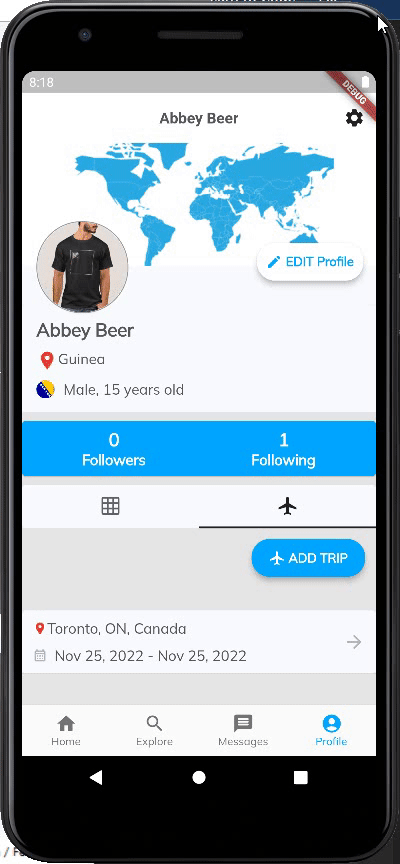 8:18
DEBUG
Abbey Beer
EDIT Profile
Abbey Beer
Guinea
Male, 15 years old
0
Followers
1
Following
ADD TRIP
Toronto, ON, Canada
Nov 25, 2022 - Nov 25, 2022
Home
Explore
Messages
Profile